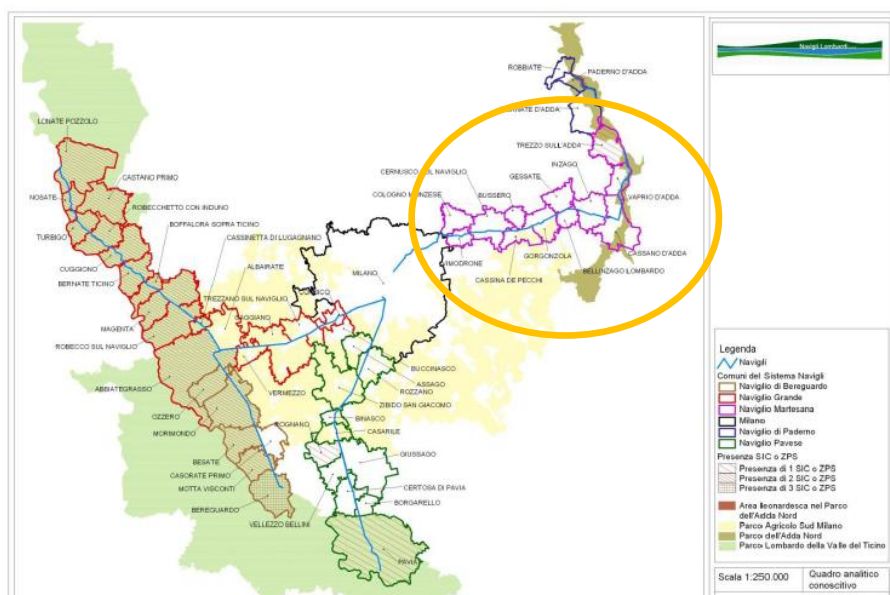 Navigli Lombardi
ROBBIATE
PADERNO D'ADDA
NATE D'ADDA
LONATE POZZOLO
TREZZO SULL'ADDA
INZAGO
CERNUSCO SUL NAVIGLIO
GESSATE
CASTANO PRIMO
COLOGNO MONZESE
BUSSERO
VAPRIO D'ADDA
NOSATE
ROBECCHETTO CON INDUNO
BOFFALORA SOPRA TICINO
TURBIGO
CASSINETTA DI LUGAGNANO
CASSANO D'ADDA
GORGONZOLA
VIMODRONE
BELLINZAGO LOMBARDO
CUGGIONO
ALBAIRATE
MILANO
CASSINA DE PECCHI
BERNATE TICINO
TREZZANO SUL NAVIGLIO
CORSICO
GAGGIANO
MAGENTA
ROBECCO SUL NAVIGLIO
BUCCINASCO
ASSAGO
ABBIATEGRASSO
VERMEZZO
ROZZANO
ZIBIDO SAN GIACOMO
OZZERO
BINASCO
ROGNANO
MORIMONDO
CASARILE
BESATE
GIUSSAGO
CASORATE PRIMO
MOTTA VISCONTI
CERTOSA DI PAVIA
BEREGUARDO
BORGARELLO
VELLEZZO BELLINI
PAVIA
Legenda
Navigli
Comuni del Sistema Navigli
Naviglio di Bereguardo
Naviglio Grande
Naviglio Martesana
Milano
Naviglio di Paderno
Naviglio Pavese
Presenza SIC o ZPS
Presenza di 1 SIC o ZPS
Presenza di 2 SIC o ZPS
Presenza di 3 SIC o ZPS
Area leonardesca nel Parco
dell'Adda Nord
Parco Agricolo Sud Milano
Parco dell'Adda Nord
Parco Lombardo della Valle del Ticino
Scala 1:250.000
Quadro analitico
conoscitivo